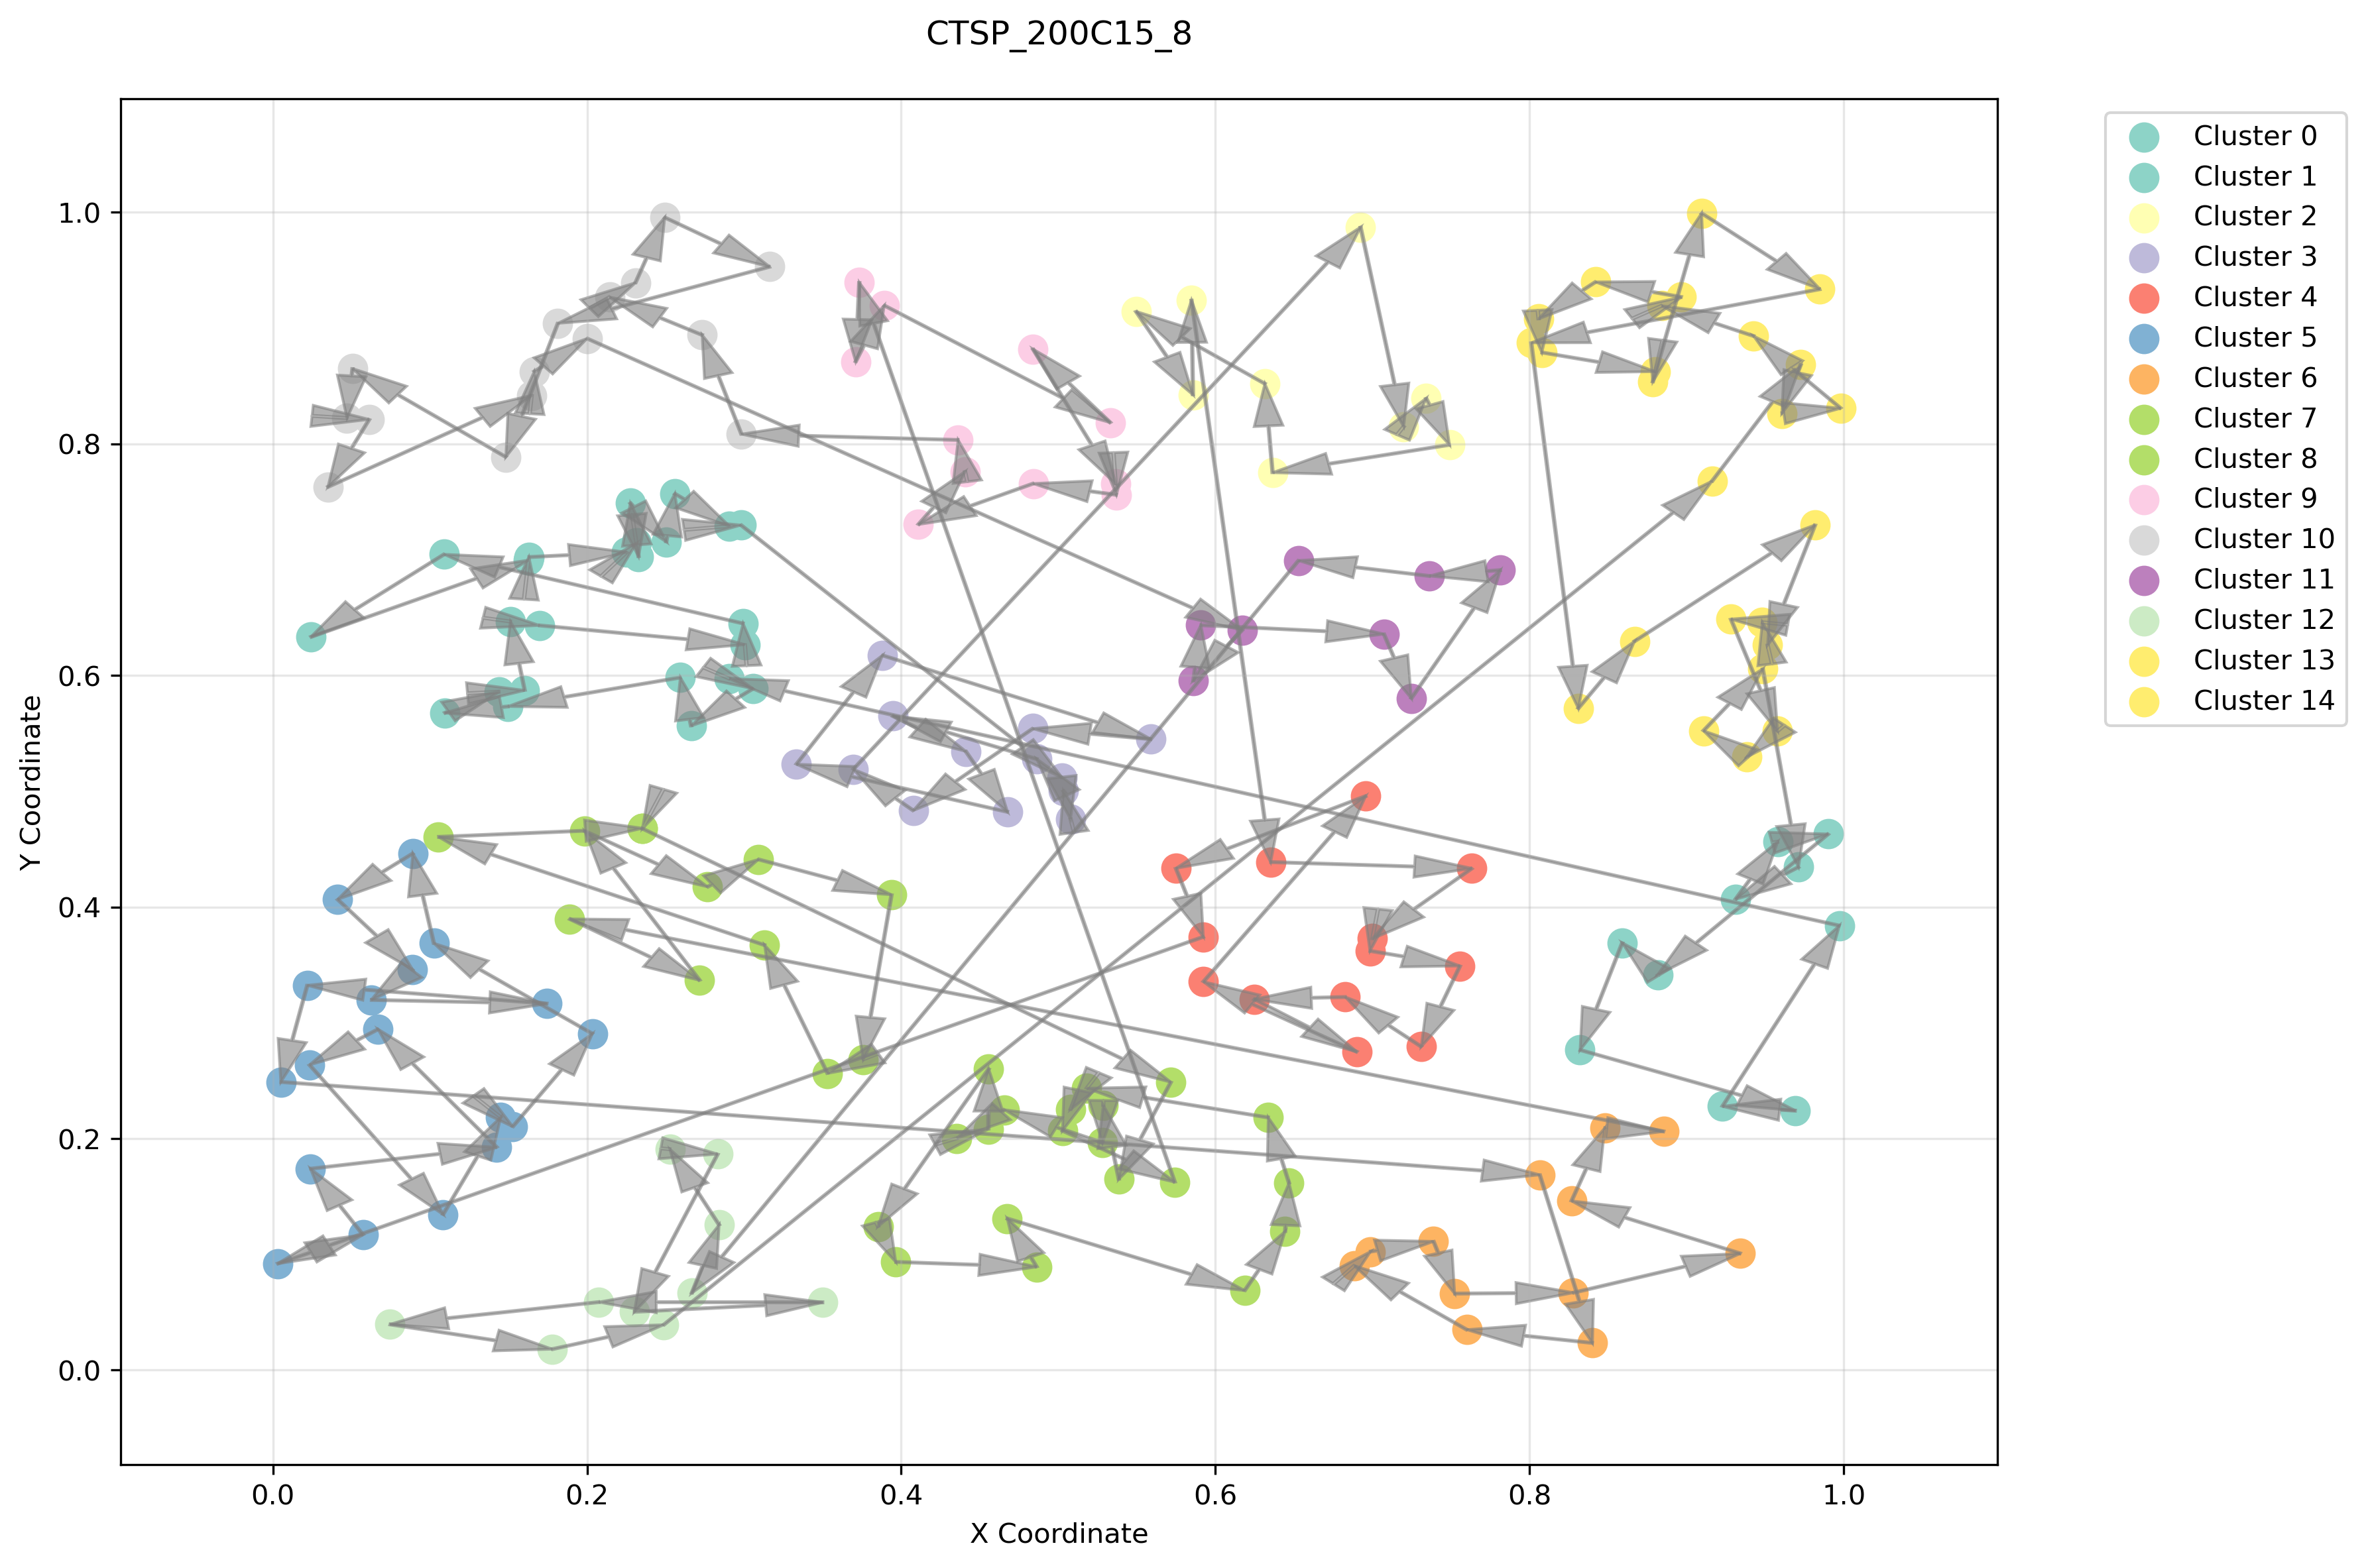 CTSP_200C15_8
1.0
0.8
0.6
0.4
0.2
0.0
Y Coordinate
0.0 0.2 0.4 0.6 0.8 1.0
X Coordinate
Cluster 0
Cluster 1
Cluster 2
Cluster 3
Cluster 4
Cluster 5
Cluster 6
Cluster 7
Cluster 8
Cluster 9
Cluster 10
Cluster 11
Cluster 12
Cluster 13
Cluster 14